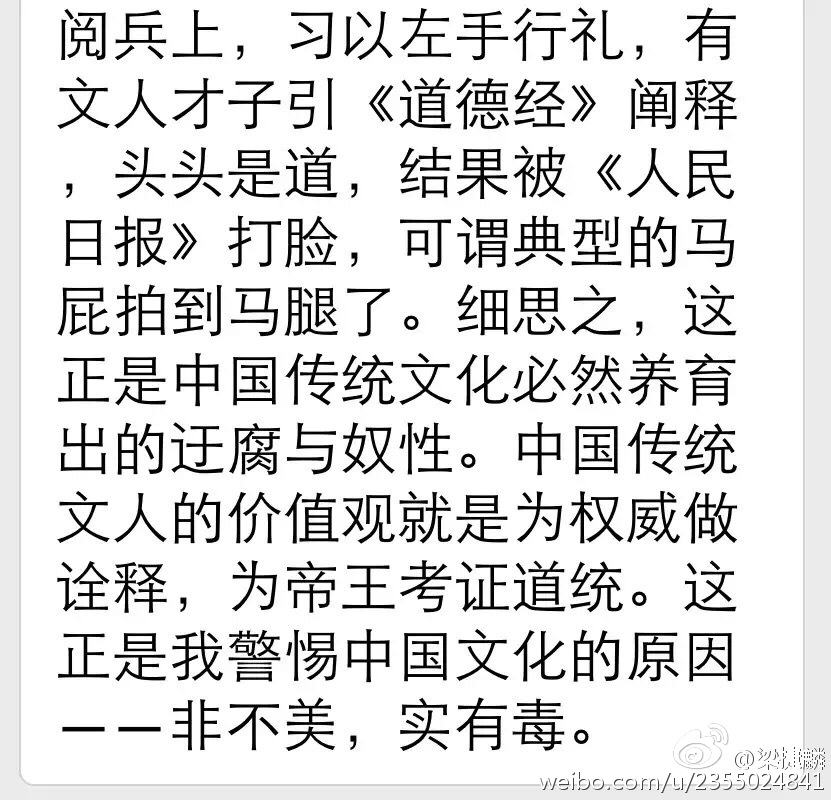 阅兵上，习以左手行礼，有
文人才子引《道德经》阐释
，头头是道，结果被《人民
日报》打脸，可谓典型的马
屁拍到马腿了。细思之，这
正是中国传统文化必然养育
出的迂腐与奴性。中国传统
文人的价值观就是为权威做
诠释，为帝王考证道统。这
正是我警惕中国文化的原因
——非不美，实有毒。
weibo.com/u/2355024841